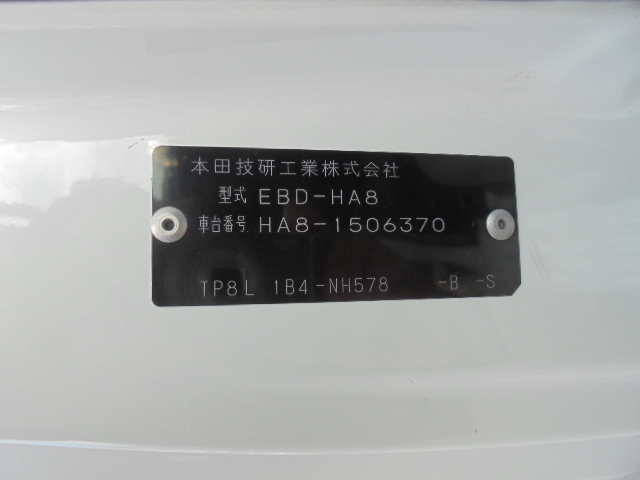 本田技研工業株式会社
型式 EBD-HA8
車台番号 HA8-1506370
TP8L 1B4-NH578 -B -S